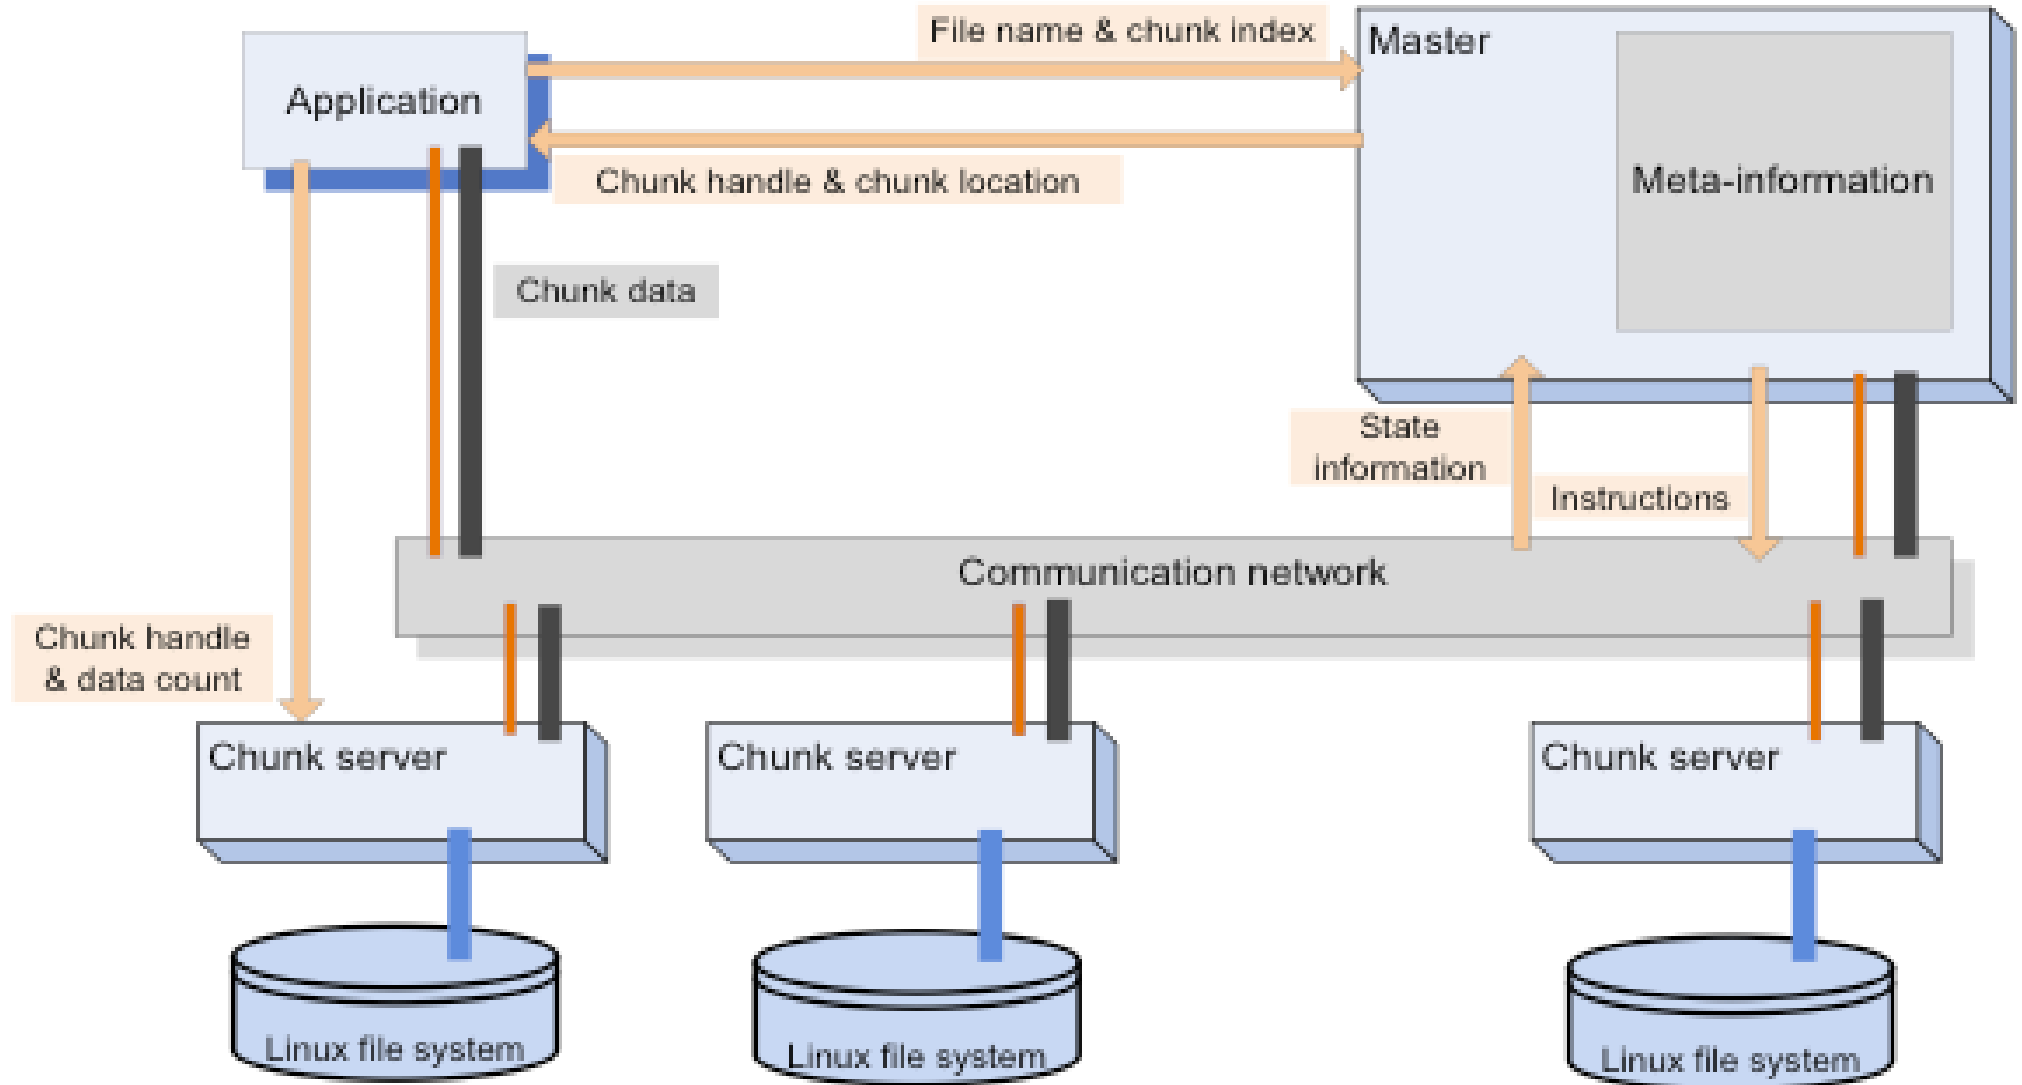 File name & chunk index
Master
Application
Meta-information
Chunk handle & chunk location
Chunk data
State
information
Instructions
Communication network
Chunk handle
& data count
Chunk server
Chunk server
Chunk server
Linux file system
Linux file system
Linux file system